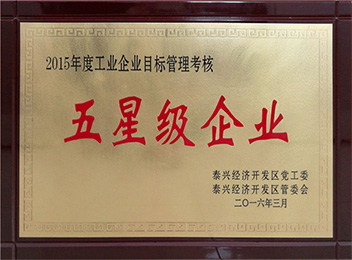 2015年度工业企业目标管理考核
五星级企业
泰兴经济开发区党工委
泰兴经济开发区管委会
二〇一六年三月